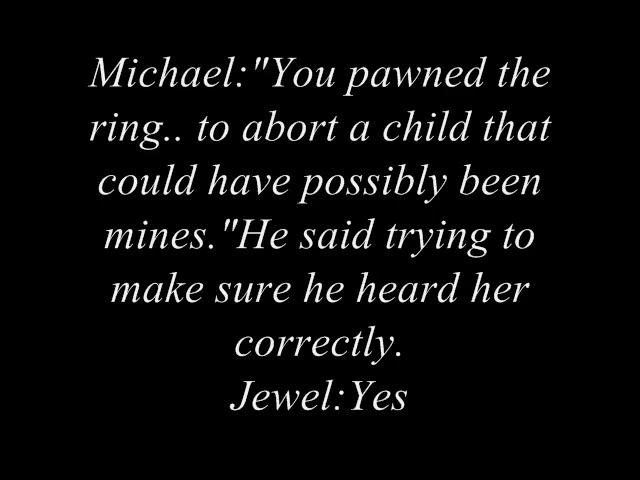 Michael:"You pawned the
ring.. to abort a child that
could have possibly been
mines."He said trying to
make sure he heard her
correctly.
Jewel:Yes